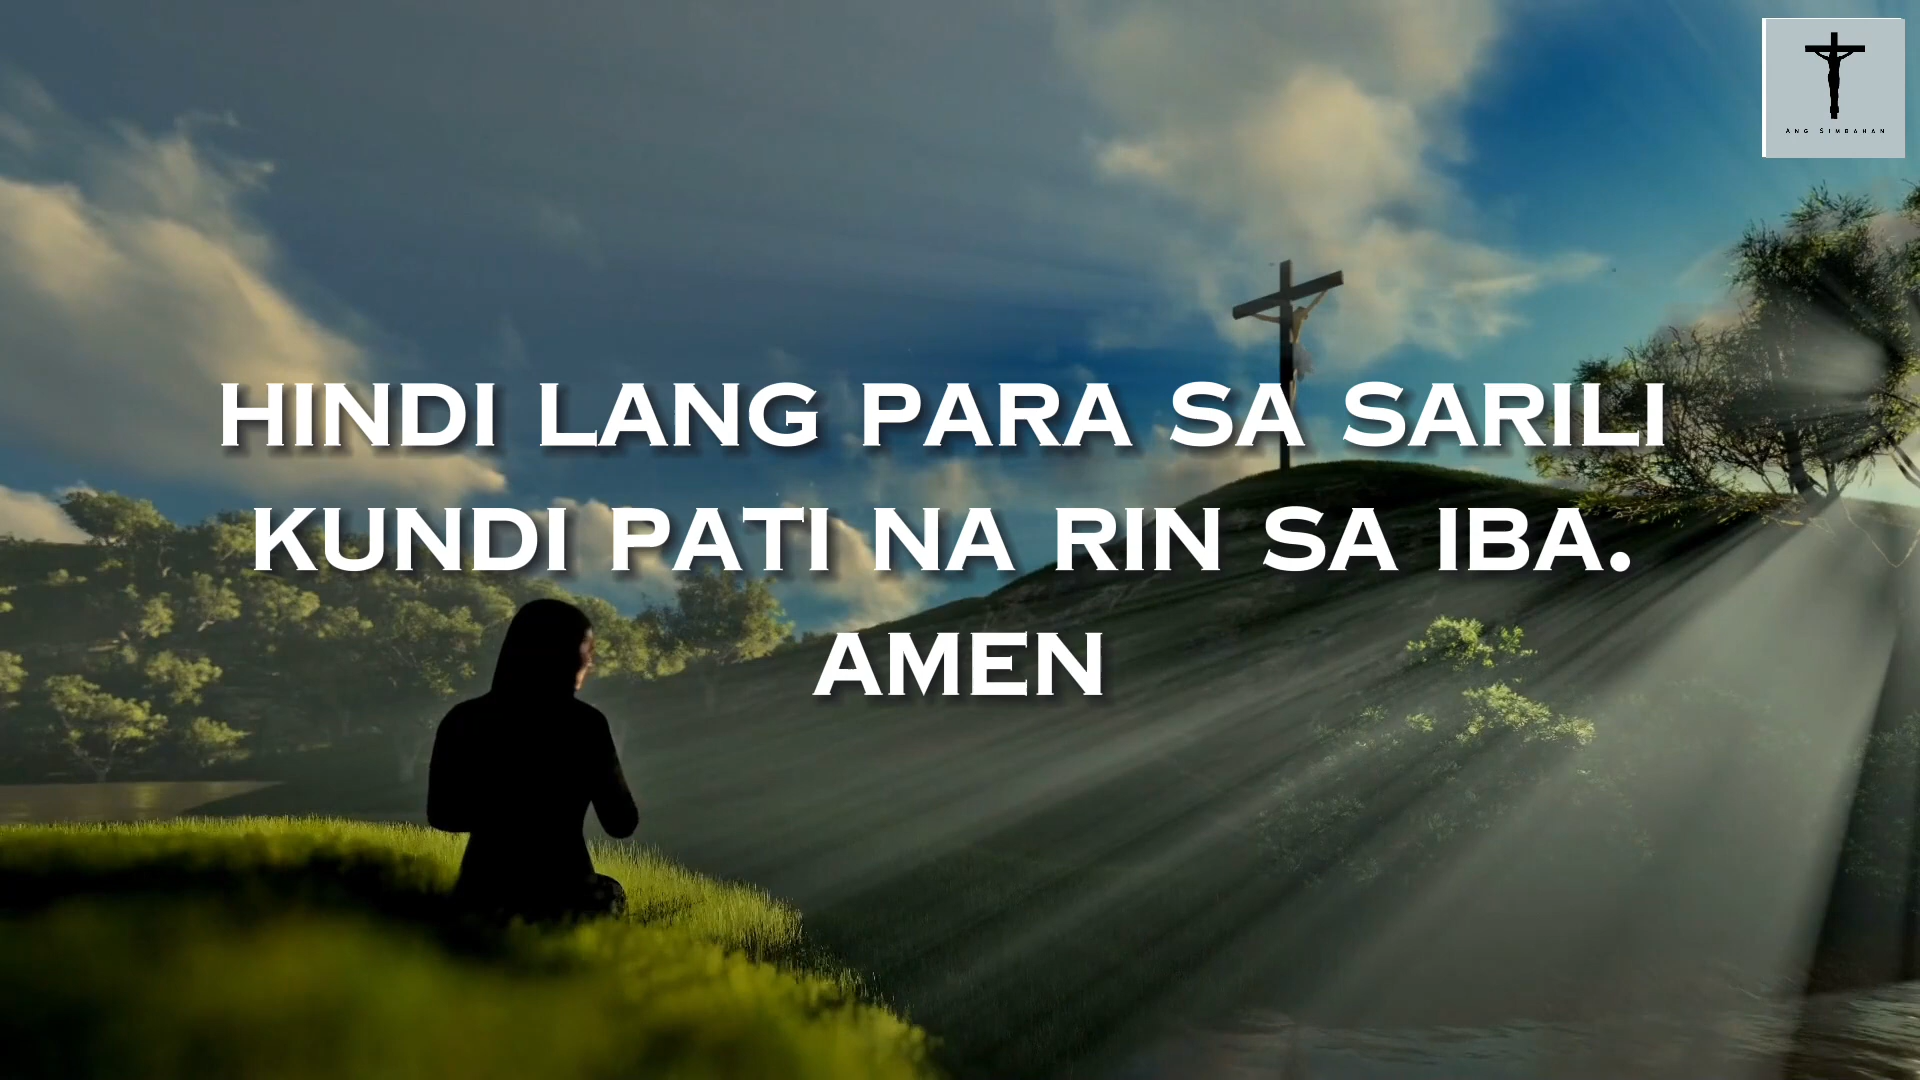 Ang Simbahan
HINDI LANG PARA SA SARILI
KUNDI PATI NA RIN SA IBA.
AMEN